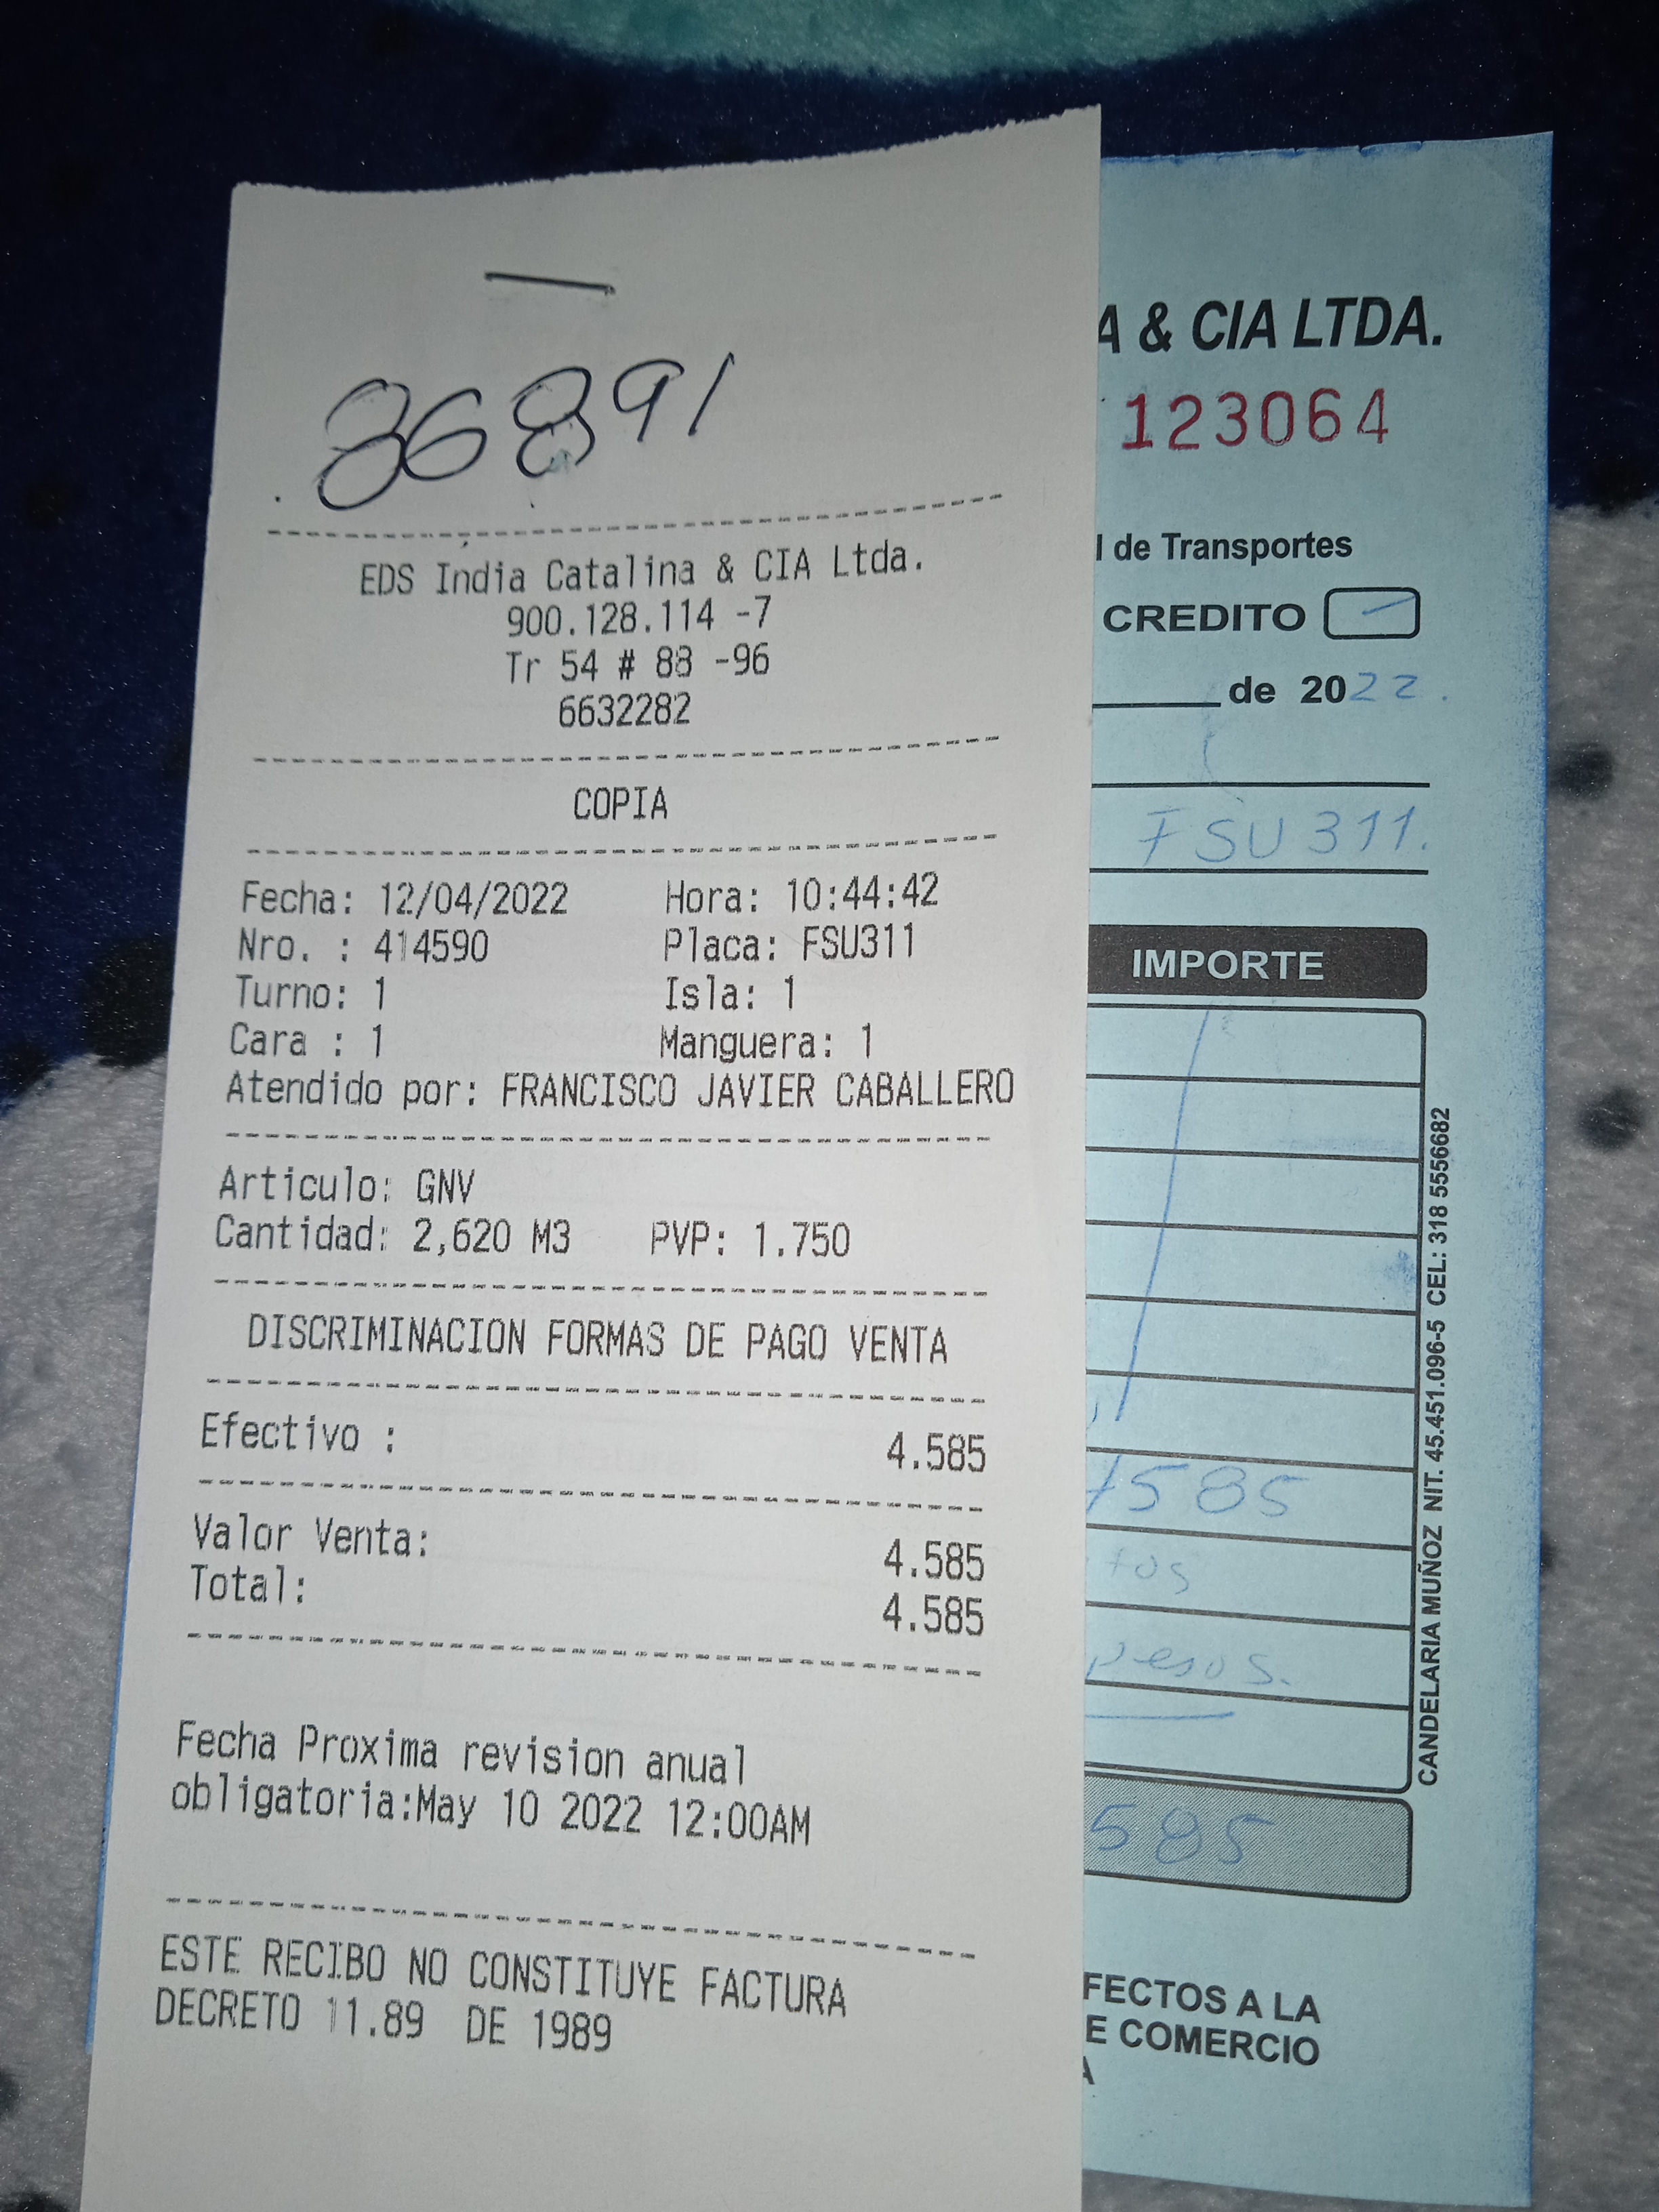 36891
EDS India Catalina & CIA Ltda.
900.128.114 -7
Tr 54 # 88 -96
6632282
COPIA
Fecha: 12/04/2022 Hora: 10:44:42
Nro. : 414590 Placa: FSU311
Turno: 1 Isla: 1
Cara : 1 Manguera: 1
Atendido por: FRANCISCO JAVIER CABALLERO
Articulo: GNV
Cantidad: 2,620 M3 PVP: 1.750
DISCRIMINACION FORMAS DE PAGO VENTA
Efectivo : 4.585
Valor Venta: 4.585
Total: 4.585
Fecha Proxima revision anual
obligatoria:May 10 2022 12:00AM
ESTE RECIBO NO CONSTITUYE FACTURA
DECRETO 11.89 DE 1989
A & CIA LTDA.
123064
l de Transportes
CREDITO
de 2022.
FSU311.
IMPORTE
585
tos
pesos.
585
FECTOS A LA
E COMERCIO
A
CANDELARIA MUÑOZ NIT. 45.451.096-5 CEL: 318 5556682